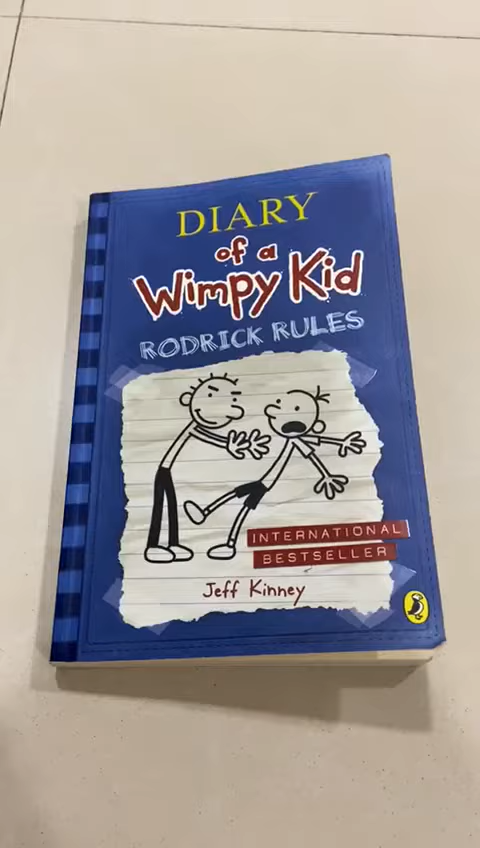 DIARY
of a
Wimpy Kid
RODRICK RULES
INTERNATIONAL
BESTSELLER
Jeff Kinney